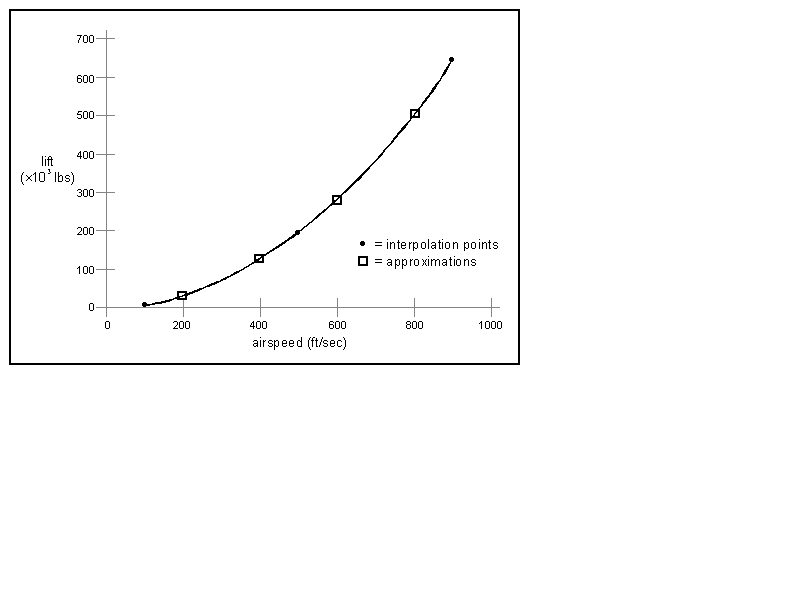 700
600
500
400
lift
(×10³ lbs)
300
200
= interpolation points
= approximations
100
0
0 200 400 600 800 1000
airspeed (ft/sec)